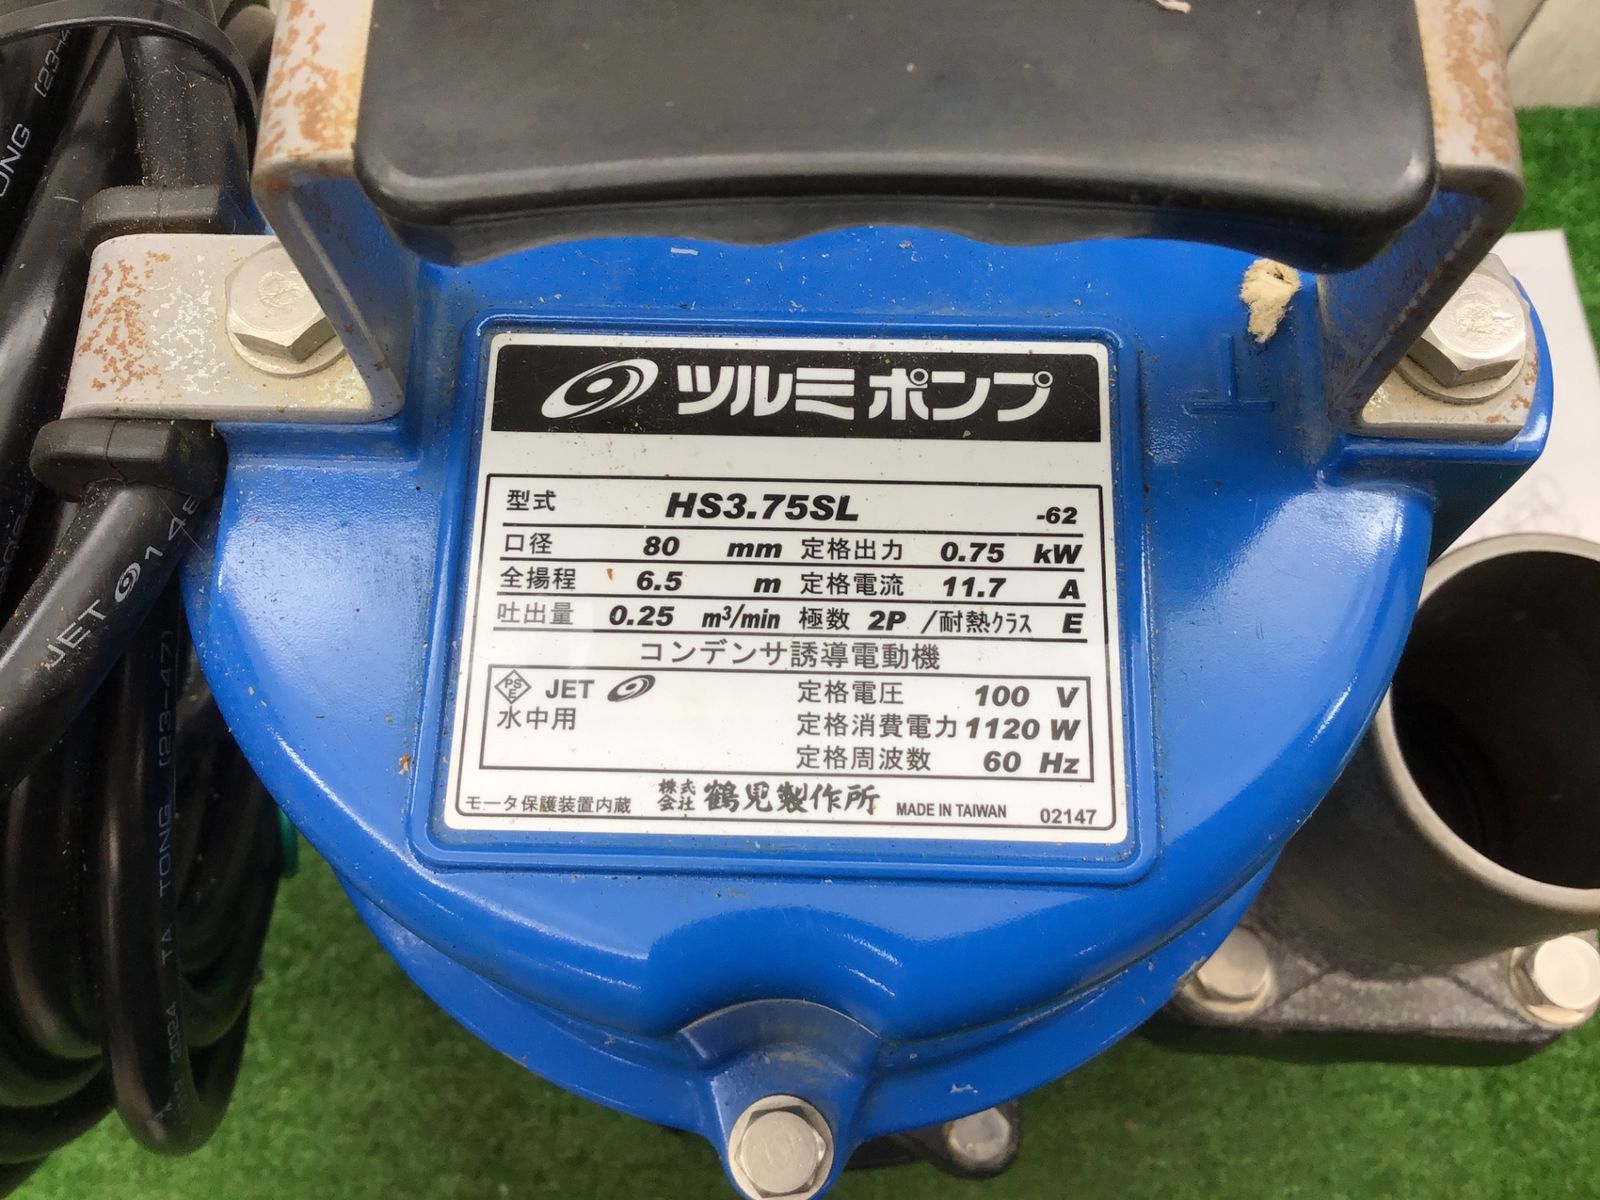 ツルミポンプ
型式 HS3.75SL -62
口径 80 mm 定格出力 0.75 kW
全揚程 6.5 m 定格電流 11.7 A
吐出量 0.25 m³/min 極数 2P /耐熱クラス E
コンデンサ誘導電動機
PSE JET 定格電圧 100 V
水中用 定格消費電力 1120 W
定格周波数 60 Hz
モータ保護装置内蔵 株式会社 鶴見製作所 MADE IN TAIWAN 02147
JET 148
TA TONG (23-47)
2024